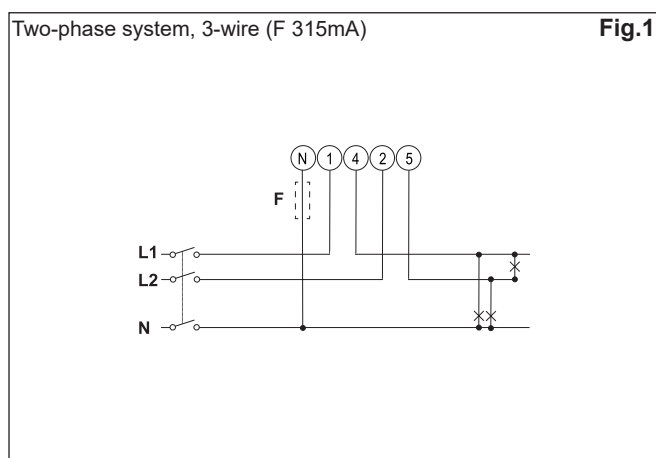 Two-phase system, 3-wire (F 315mA)
Fig.1
N 1 4 2 5
F
L1
L2
N